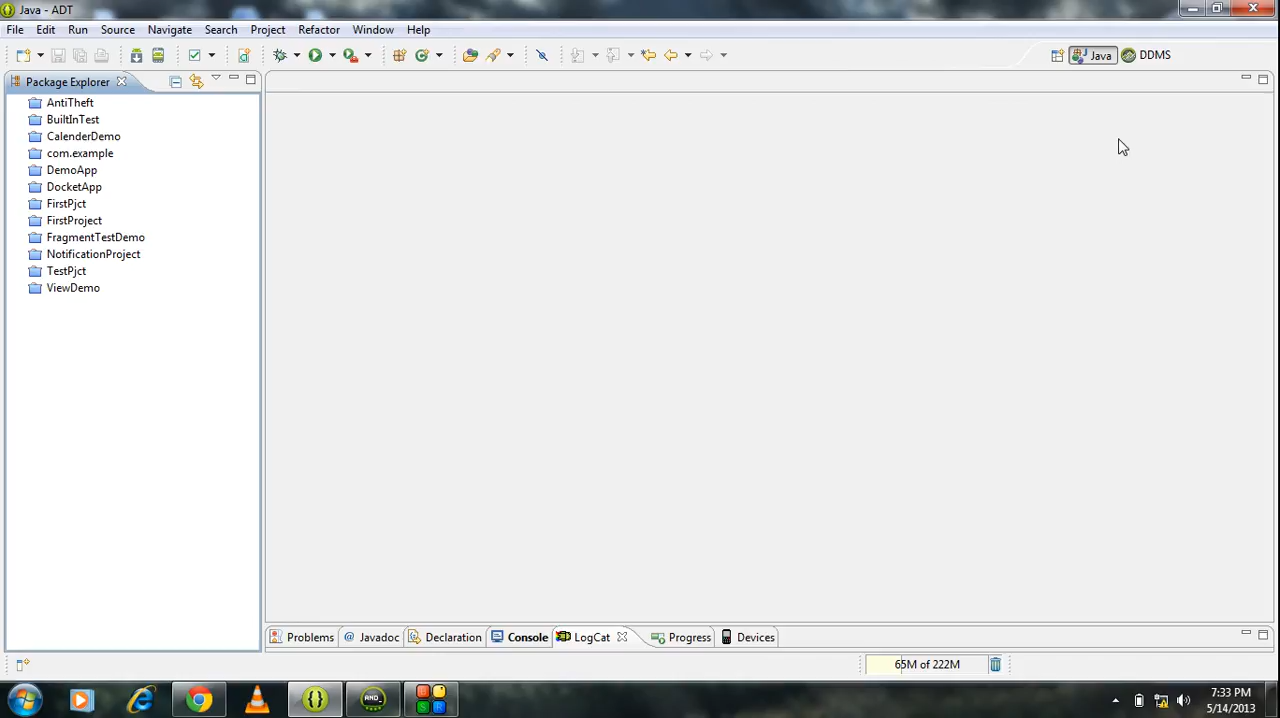 Java - ADT
File Edit Run Source Navigate Search Project Refactor Window Help
Java DDMS
Package Explorer
AntiTheft
BuiltInTest
CalenderDemo
com.example
DemoApp
DocketApp
FirstPjct
FirstProject
FragmentTestDemo
NotificationProject
TestPjct
ViewDemo
Problems @ Javadoc Declaration Console LogCat Progress Devices
65M of 222M
7:33 PM
5/14/2013